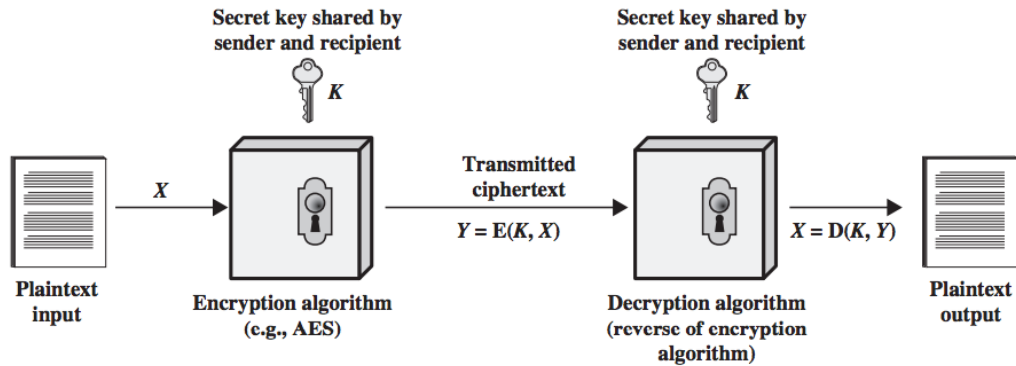 Secret key shared by
sender and recipient
K
Secret key shared by
sender and recipient
K
X
Transmitted
ciphertext
Y = E(K, X)
X = D(K, Y)
Plaintext
input
Encryption algorithm
(e.g., AES)
Decryption algorithm
(reverse of encryption
algorithm)
Plaintext
output